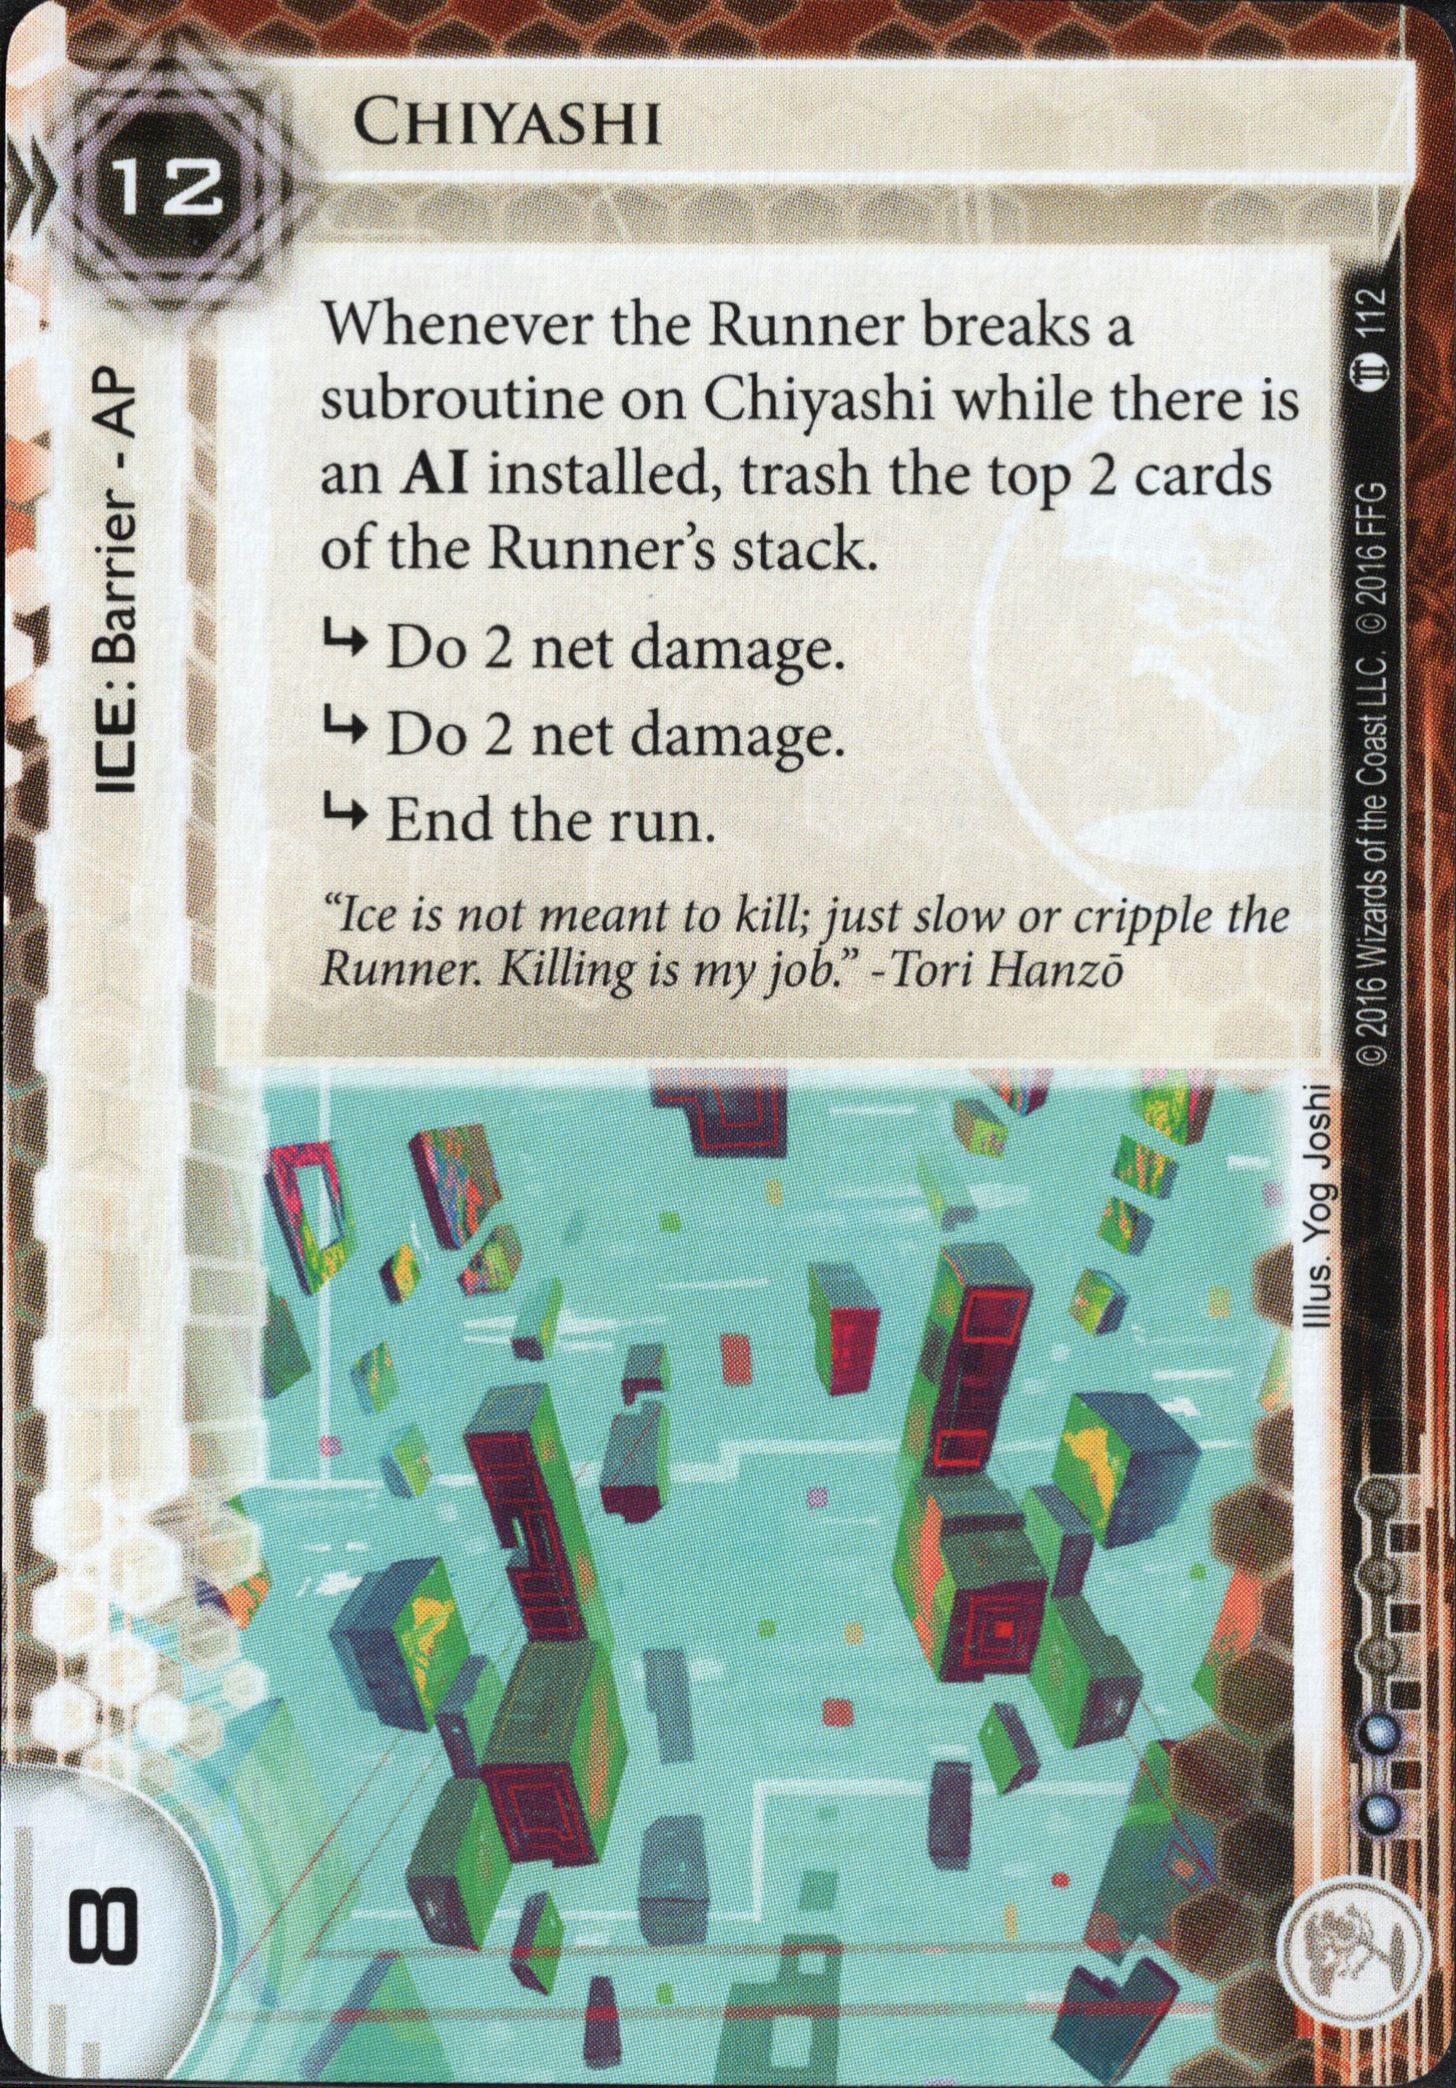 12
CHIYASHI
ICE: Barrier - AP
Whenever the Runner breaks a
subroutine on Chiyashi while there is
an AI installed, trash the top 2 cards
of the Runner's stack.
↳ Do 2 net damage.
↳ Do 2 net damage.
↳ End the run.
“Ice is not meant to kill; just slow or cripple the
Runner. Killing is my job.” -Tori Hanzō
8
Illus. Yog Joshi
© 2016 Wizards of the Coast LLC. © 2016 FFG
112